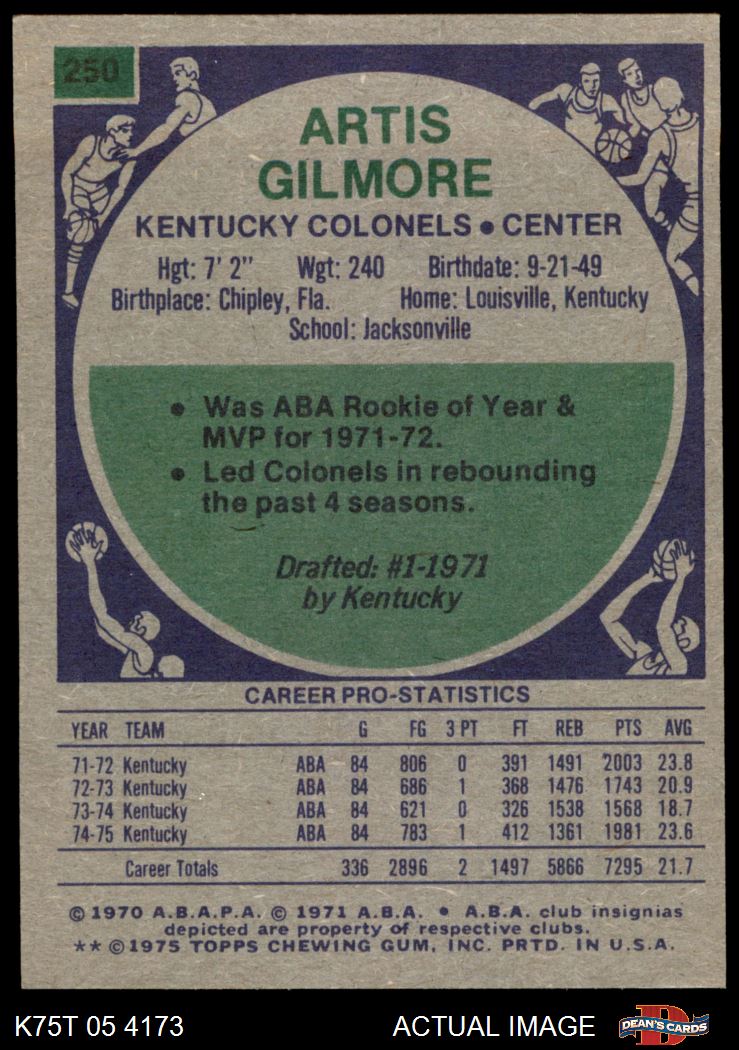 250
ARTIS
GILMORE
KENTUCKY COLONELS • CENTER
Hgt: 7' 2" Wgt: 240 Birthdate: 9-21-49
Birthplace: Chipley, Fla. Home: Louisville, Kentucky
School: Jacksonville
• Was ABA Rookie of Year &
MVP for 1971-72.
• Led Colonels in rebounding
the past 4 seasons.
Drafted: #1-1971
by Kentucky
CAREER PRO-STATISTICS
YEAR TEAM G FG 3 PT FT REB PTS AVG
71-72 Kentucky ABA 84 806 0 391 1491 2003 23.8
72-73 Kentucky ABA 84 686 1 368 1476 1743 20.9
73-74 Kentucky ABA 84 621 0 326 1538 1568 18.7
74-75 Kentucky ABA 84 783 1 412 1361 1981 23.6
Career Totals 336 2896 2 1497 5866 7295 21.7
© 1970 A.B.A.P.A. © 1971 A.B.A. • A.B.A. club insignias
depicted are property of respective clubs.
** © 1975 TOPPS CHEWING GUM, INC. PRTD. IN U.S.A.
K75T 05 4173 ACTUAL IMAGE D DEAN'S CARDS